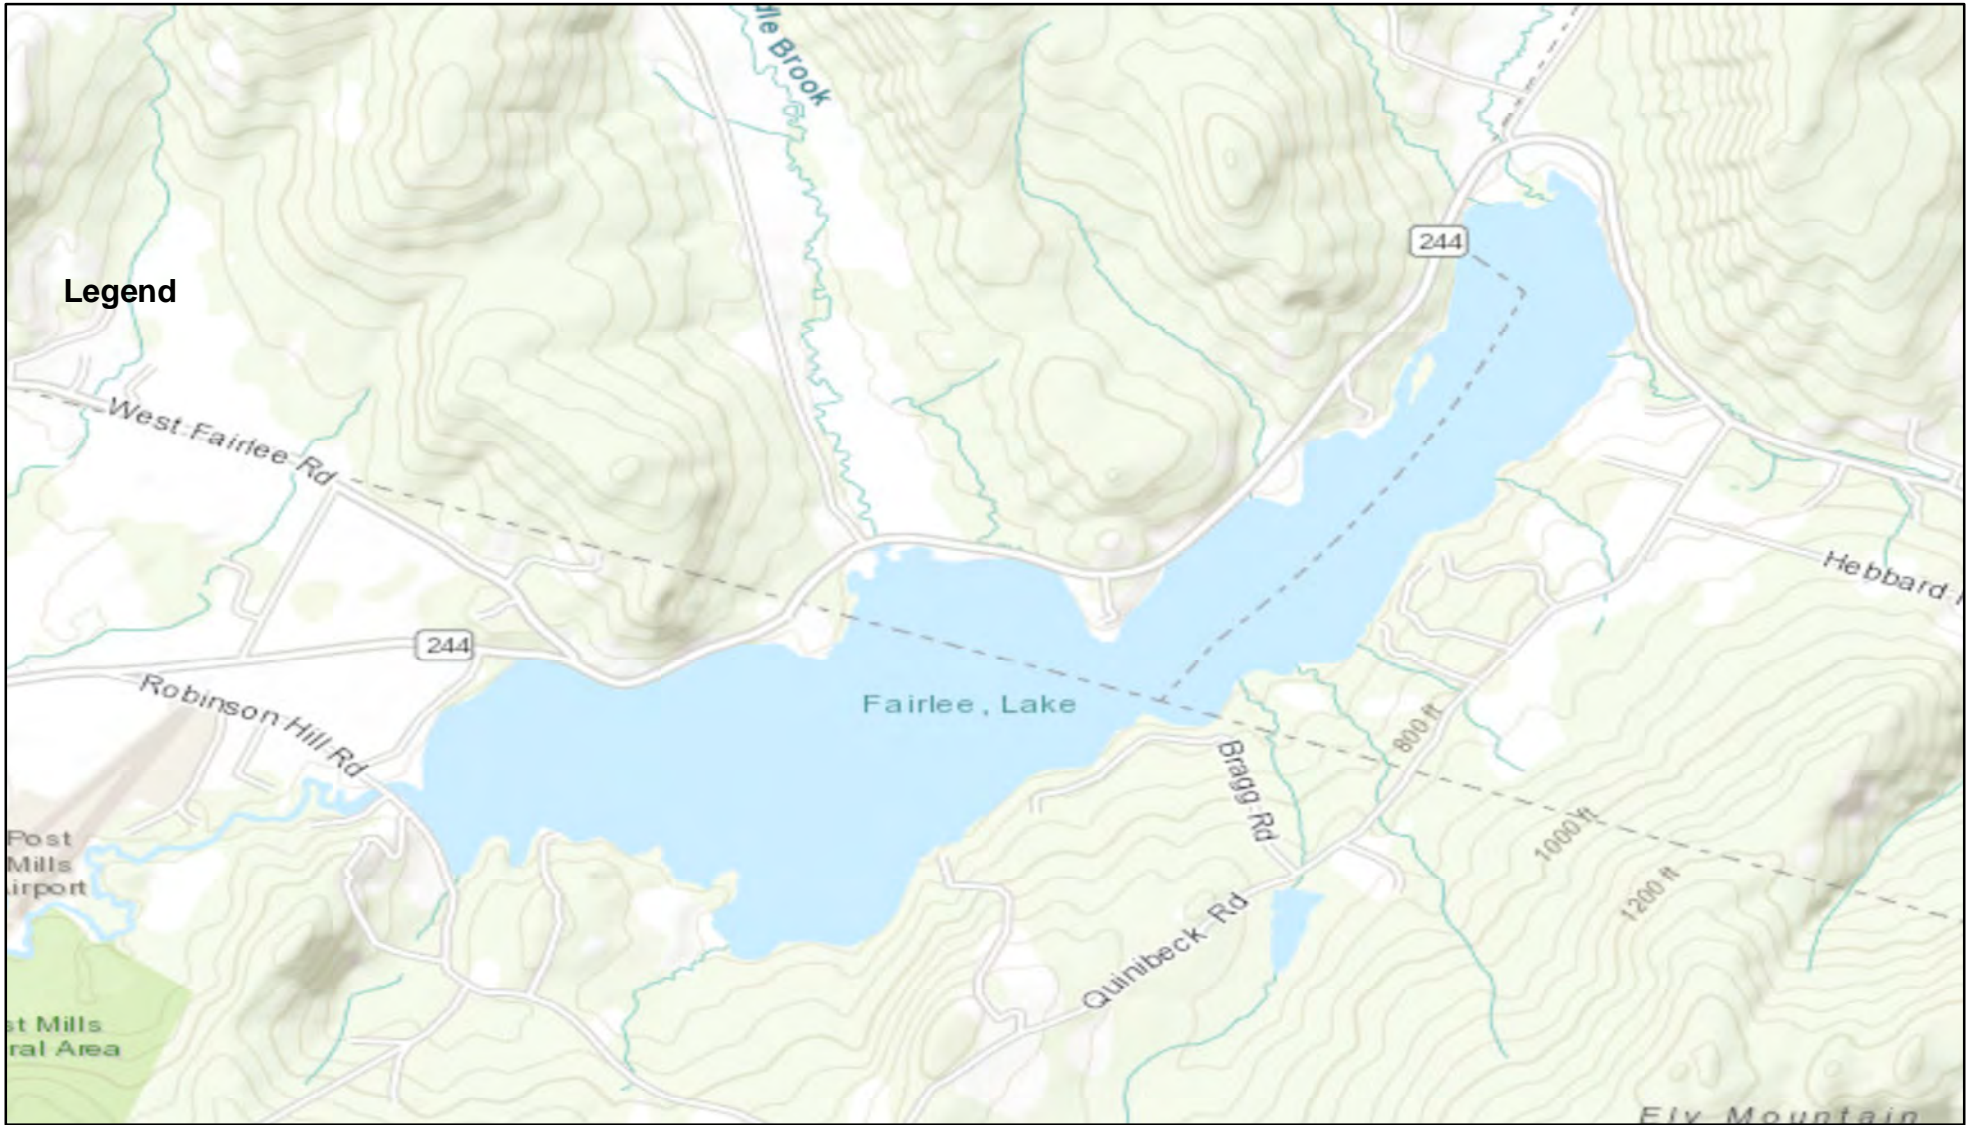 dle Brook
244
Legend
West Fairlee Rd
Hebbard
244
Robinson Hill Rd
Fairlee , Lake
800 ft
Bragg Rd
1000 ft
Post
Mills
irport
1200 ft
Quinibeck Rd
st Mills
ral Area
Ely Mountain